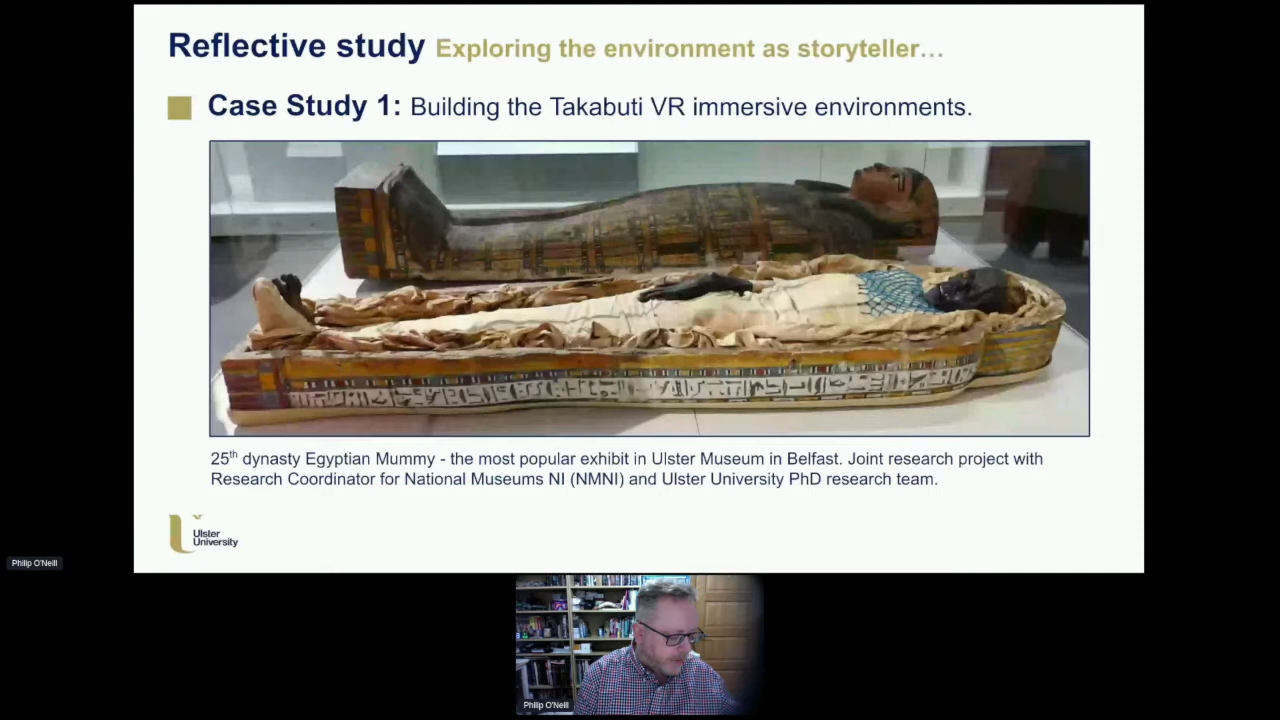 Reflective study Exploring the environment as storyteller…
Case Study 1: Building the Takabuti VR immersive environments.
25th dynasty Egyptian Mummy - the most popular exhibit in Ulster Museum in Belfast. Joint research project with
Research Coordinator for National Museums NI (NMNI) and Ulster University PhD research team.
Ulster
University
Philip O'Neill
Philip O'Neill